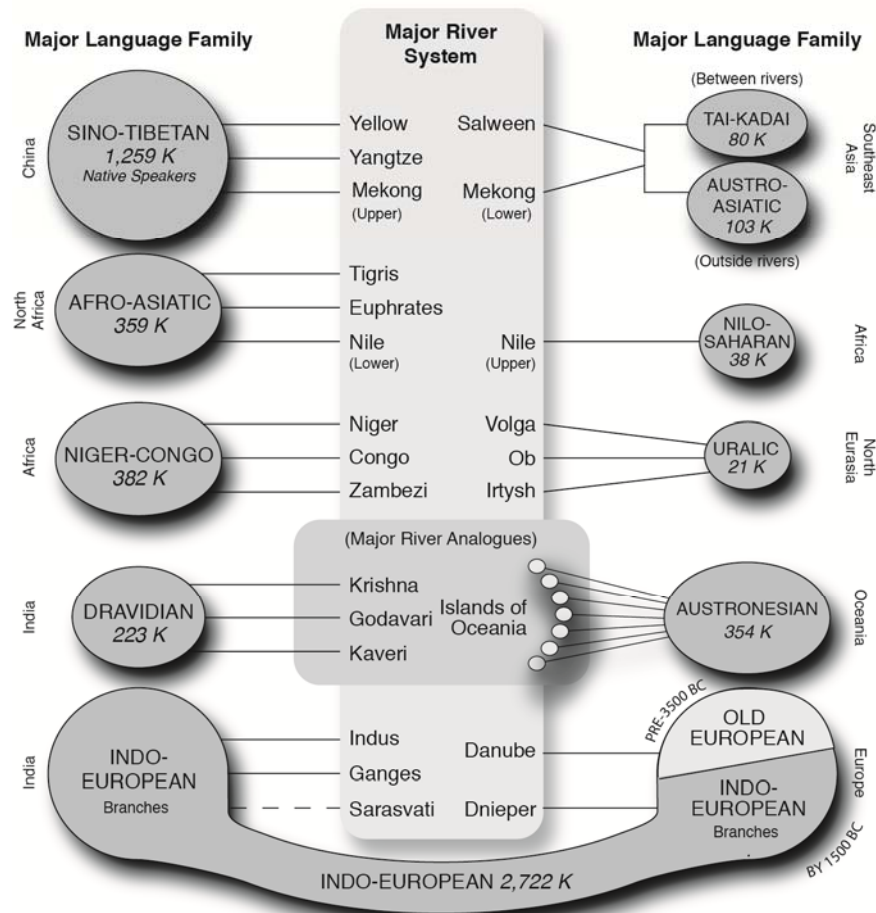 Major Language Family
Major River
System
Major Language Family
China
SINO-TIBETAN
1,259 K
Native Speakers
Yellow
Yangtze
Mekong
(Upper)
Salween
Mekong
(Lower)
(Between rivers)
TAI-KADAI
80 K
AUSTRO-
ASIATIC
103 K
(Outside rivers)
Southeast
Asia
North
Africa
AFRO-ASIATIC
359 K
Tigris
Euphrates
Nile
(Lower)
Nile
(Upper)
NILO-
SAHARAN
38 K
Africa
Africa
NIGER-CONGO
382 K
Niger
Congo
Zambezi
Volga
Ob
Irtysh
URALIC
21 K
North
Eurasia
(Major River Analogues)
India
DRAVIDIAN
223 K
Krishna
Godavari
Kaveri
Islands of
Oceania
AUSTRONESIAN
354 K
Oceania
India
INDO-
EUROPEAN
Branches
Indus
Ganges
Sarasvati
Danube
Dnieper
PRE-3500 BC
OLD
EUROPEAN
INDO-
EUROPEAN
Branches
Europe
BY 1500 BC
INDO-EUROPEAN 2,722 K